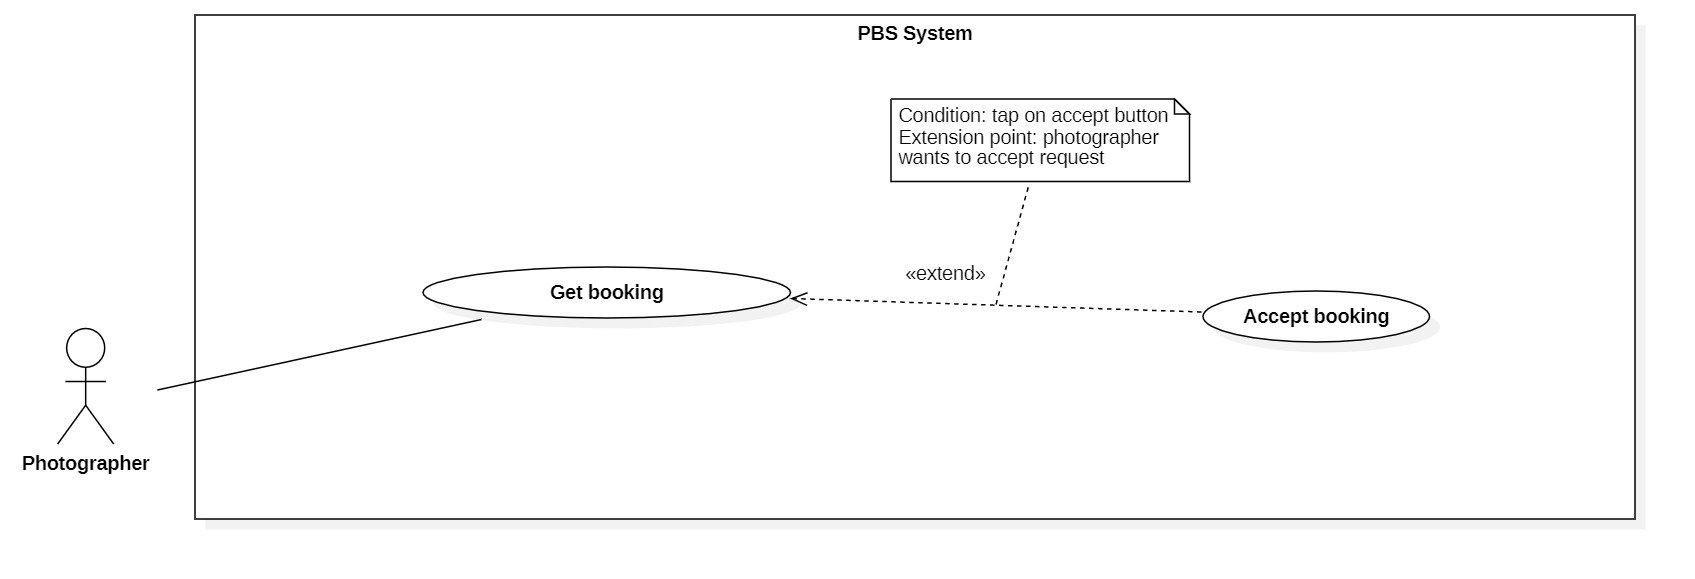 PBS System
Condition: tap on accept button
Extension point: photographer
wants to accept request
«extend»
Get booking
Accept booking
Photographer